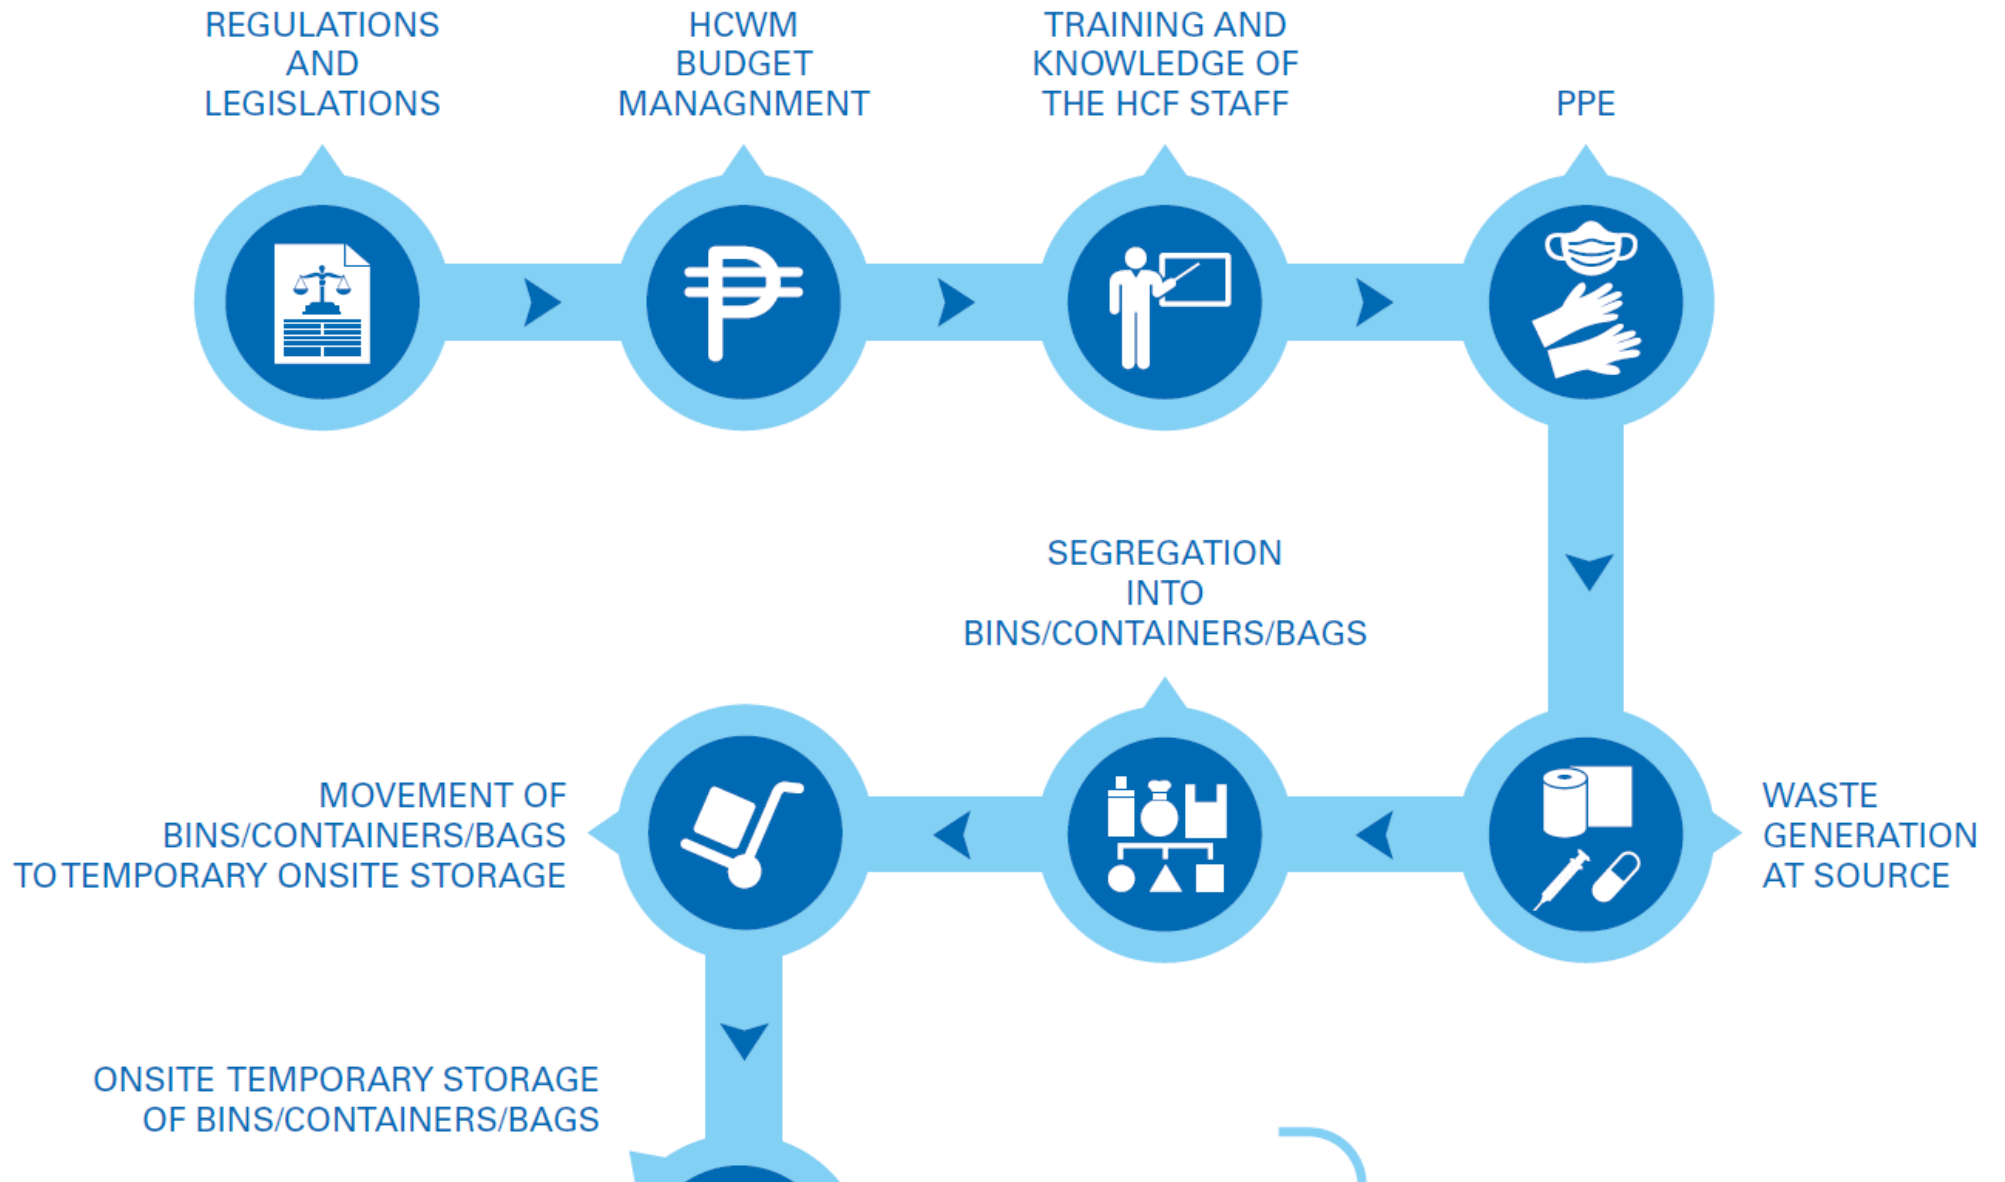 REGULATIONS
AND
LEGISLATIONS
HCWM
BUDGET
MANAGNMENT
TRAINING AND
KNOWLEDGE OF
THE HCF STAFF
PPE
SEGREGATION
INTO
BINS/CONTAINERS/BAGS
MOVEMENT OF
BINS/CONTAINERS/BAGS
TO TEMPORARY ONSITE STORAGE
WASTE
GENERATION
AT SOURCE
ONSITE TEMPORARY STORAGE
OF BINS/CONTAINERS/BAGS